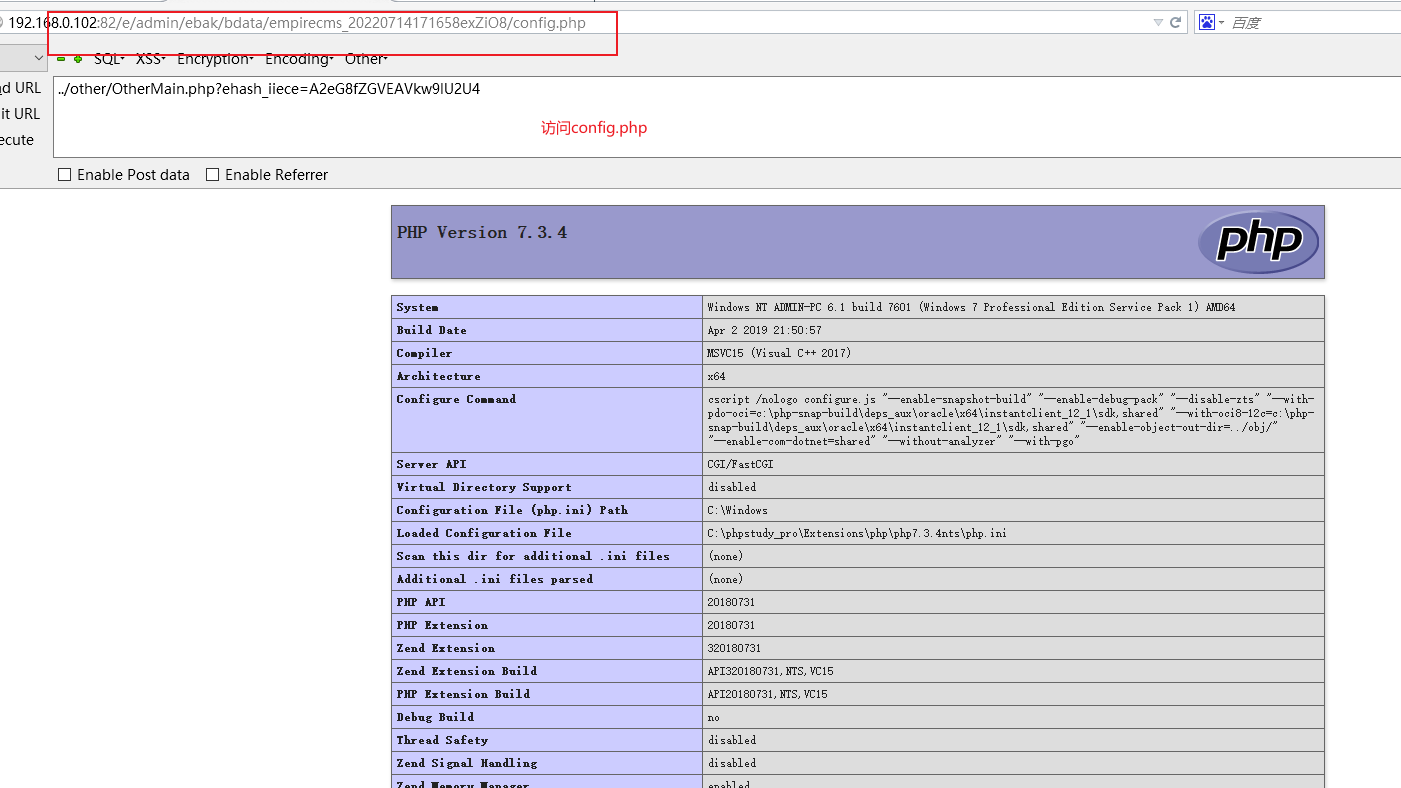 192.168.0.102:82/e/admin/ebak/bdata/empirecms_20220714171658exZiO8/config.php
百度
SQL XSS Encryption Encoding Other
d URL
it URL
ecute
../other/OtherMain.php?ehash_iiece=A2eG8fZGVEAVkw9lU2U4
访问config.php
Enable Post data Enable Referrer
PHP Version 7.3.4
php
System Windows NT ADMIN-PC 6.1 build 7601 (Windows 7 Professional Edition Service Pack 1) AMD64
Build Date Apr 2 2019 21:50:57
Compiler MSVC15 (Visual C++ 2017)
Architecture x64
Configure Command cscript /nologo configure.js "--enable-snapshot-build" "--enable-debug-pack" "--disable-zts" "--with-
pdo-oci=c:\php-snap-build\deps_aux\oracle\x64\instantclient_12_1\sdk,shared" "--with-oci8-12c=c:\php-
snap-build\deps_aux\oracle\x64\instantclient_12_1\sdk,shared" "--enable-object-out-dir=../obj/"
"--enable-com-dotnet=shared" "--without-analyzer" "--with-pgo"
Server API CGI/FastCGI
Virtual Directory Support disabled
Configuration File (php.ini) Path C:\Windows
Loaded Configuration File C:\phpstudy_pro\Extensions\php\php7.3.4nts\php.ini
Scan this dir for additional .ini files (none)
Additional .ini files parsed (none)
PHP API 20180731
PHP Extension 20180731
Zend Extension 320180731
Zend Extension Build API320180731,NTS,VC15
PHP Extension Build API20180731,NTS,VC15
Debug Build no
Thread Safety disabled
Zend Signal Handling disabled
Zend Memory Manager enabled